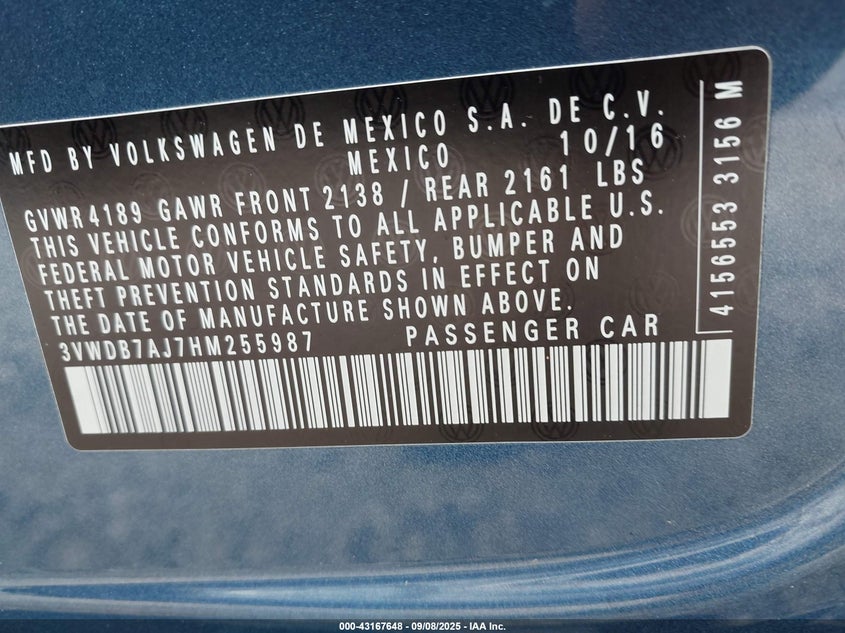 MFD BY VOLKSWAGEN DE MEXICO S.A. DE C.V.
MEXICO 10/16
GVWR4189 GAWR FRONT 2138 / REAR 2161 LBS
THIS VEHICLE CONFORMS TO ALL APPLICABLE U.S.
FEDERAL MOTOR VEHICLE SAFETY, BUMPER AND
THEFT PREVENTION STANDARDS IN EFFECT ON
THE DATE OF MANUFACTURE SHOWN ABOVE.
3VWDB7AJ7HM255987 PASSENGER CAR
4156553 3156 M
000-43167648 - 09/08/2025 - IAA Inc.